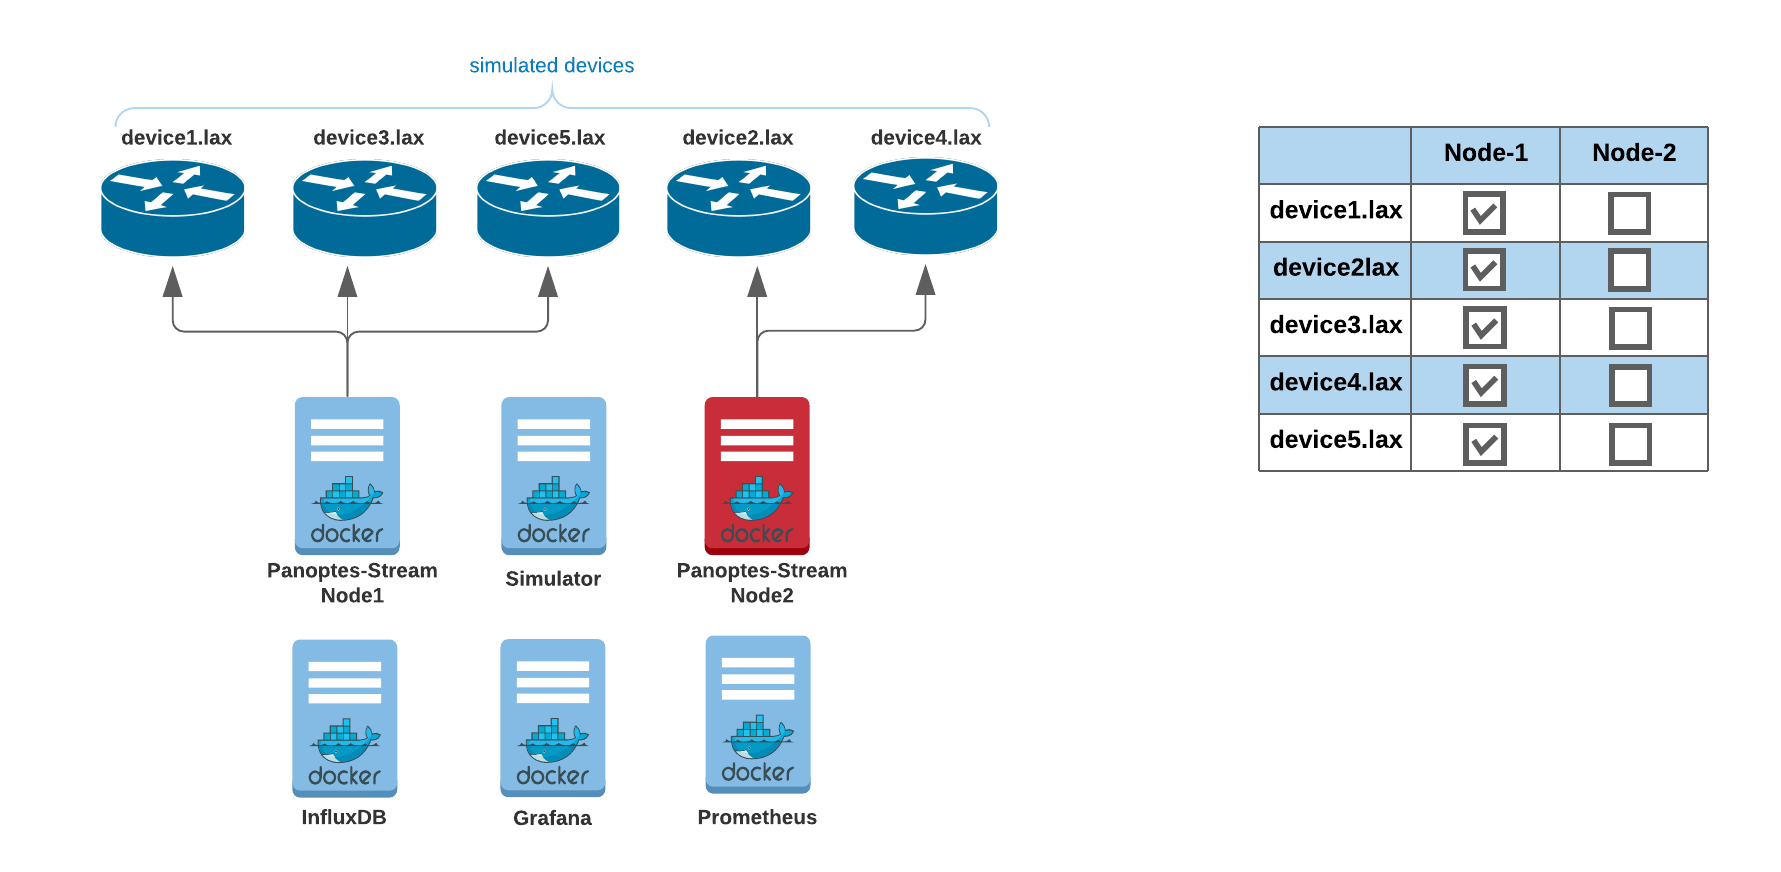 simulated devices
device1.lax
device3.lax
device5.lax
device2.lax
device4.lax
docker
docker
docker
Panoptes-Stream
Node1
Simulator
Panoptes-Stream
Node2
docker
docker
docker
InfluxDB
Grafana
Prometheus
Node-1
Node-2
device1.lax
device2lax
device3.lax
device4.lax
device5.lax